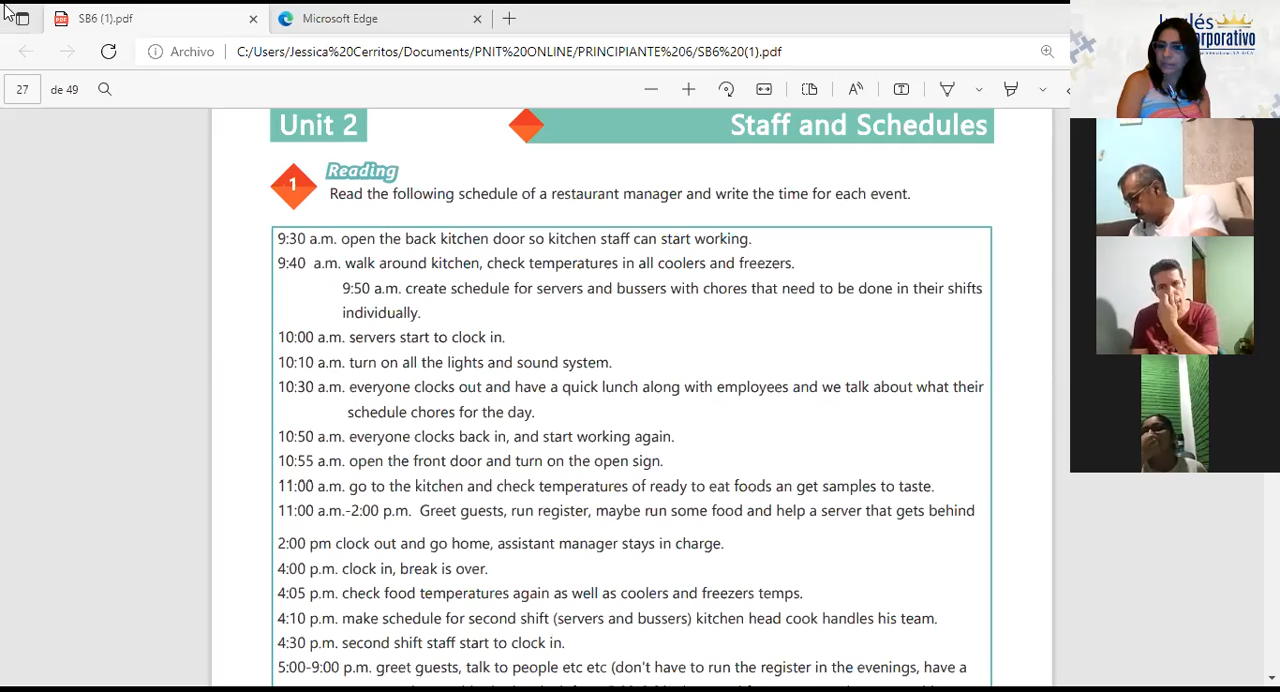 SB6 (1).pdf
Microsoft Edge
Archivo
C:/Users/Jessica%20Cerritos/Documents/PNIT%20ONLINE/PRINCIPIANTE%206/SB6%20(1).pdf
27
de 49
Inglés
orporativo
Unit 2
Staff and Schedules
Reading
1
Read the following schedule of a restaurant manager and write the time for each event.
9:30 a.m. open the back kitchen door so kitchen staff can start working.
9:40 a.m. walk around kitchen, check temperatures in all coolers and freezers.
9:50 a.m. create schedule for servers and bussers with chores that need to be done in their shifts
individually.
10:00 a.m. servers start to clock in.
10:10 a.m. turn on all the lights and sound system.
10:30 a.m. everyone clocks out and have a quick lunch along with employees and we talk about what their
schedule chores for the day.
10:50 a.m. everyone clocks back in, and start working again.
10:55 a.m. open the front door and turn on the open sign.
11:00 a.m. go to the kitchen and check temperatures of ready to eat foods an get samples to taste.
11:00 a.m.-2:00 p.m. Greet guests, run register, maybe run some food and help a server that gets behind
2:00 pm clock out and go home, assistant manager stays in charge.
4:00 p.m. clock in, break is over.
4:05 p.m. check food temperatures again as well as coolers and freezers temps.
4:10 p.m. make schedule for second shift (servers and bussers) kitchen head cook handles his team.
4:30 p.m. second shift staff start to clock in.
5:00-9:00 p.m. greet guests, talk to people etc etc (don't have to run the register in the evenings, have a